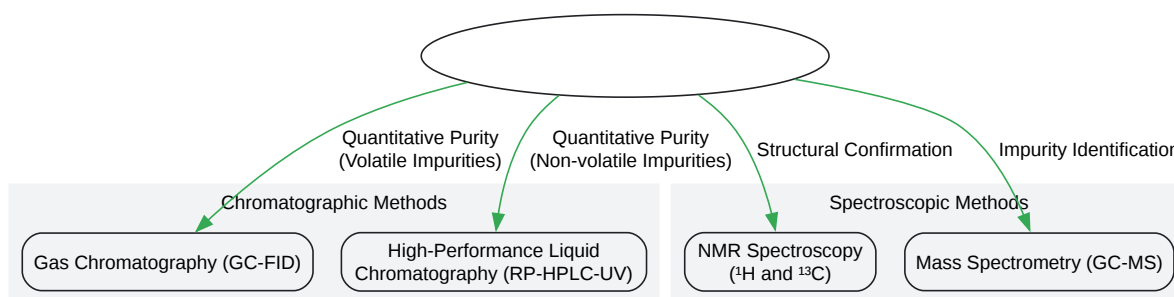 Quantitative Purity
(Volatile Impurities)
Quantitative Purity
(Non-volatile Impurities)
Structural Confirmation
Impurity Identification
Chromatographic Methods
Spectroscopic Methods
Gas Chromatography (GC-FID)
High-Performance Liquid
Chromatography (RP-HPLC-UV)
NMR Spectroscopy
(¹H and ¹³C)
Mass Spectrometry (GC-MS)